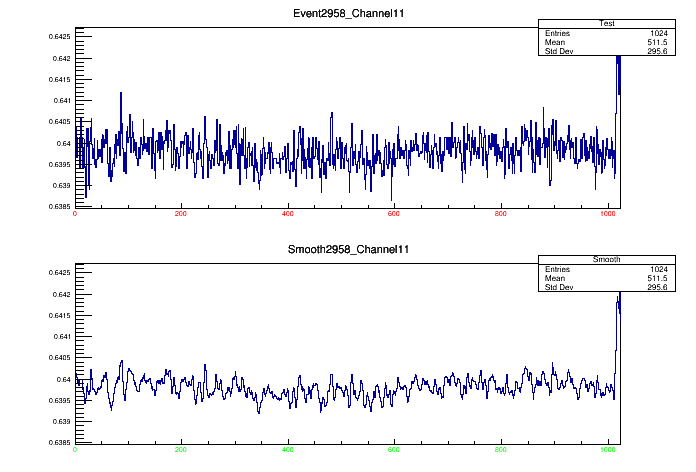 Event2958_Channel11
Test
Entries 1024
Mean 511.5
Std Dev 295.6
0.6425
0.642
0.6415
0.641
0.6405
0.64
0.6395
0.639
0.6385
0 200 400 600 800 1000
Smooth2958_Channel11
Smooth
Entries 1024
Mean 511.5
Std Dev 295.6
0.6425
0.642
0.6415
0.641
0.6405
0.64
0.6395
0.639
0.6385
0 200 400 600 800 1000